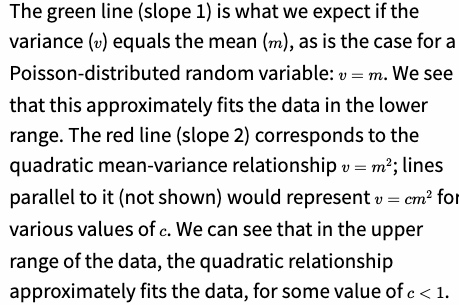 The green line (slope 1) is what we expect if the
variance (v) equals the mean (m), as is the case for a
Poisson-distributed random variable: v = m. We see
that this approximately fits the data in the lower
range. The red line (slope 2) corresponds to the
quadratic mean-variance relationship v = m²; lines
parallel to it (not shown) would represent v = cm² for
various values of c. We can see that in the upper
range of the data, the quadratic relationship
approximately fits the data, for some value of c < 1.